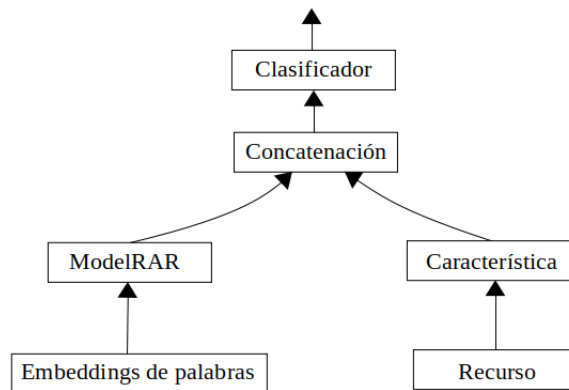 Clasificador
Concatenación
ModelRAR
Característica
Embeddings de palabras
Recurso